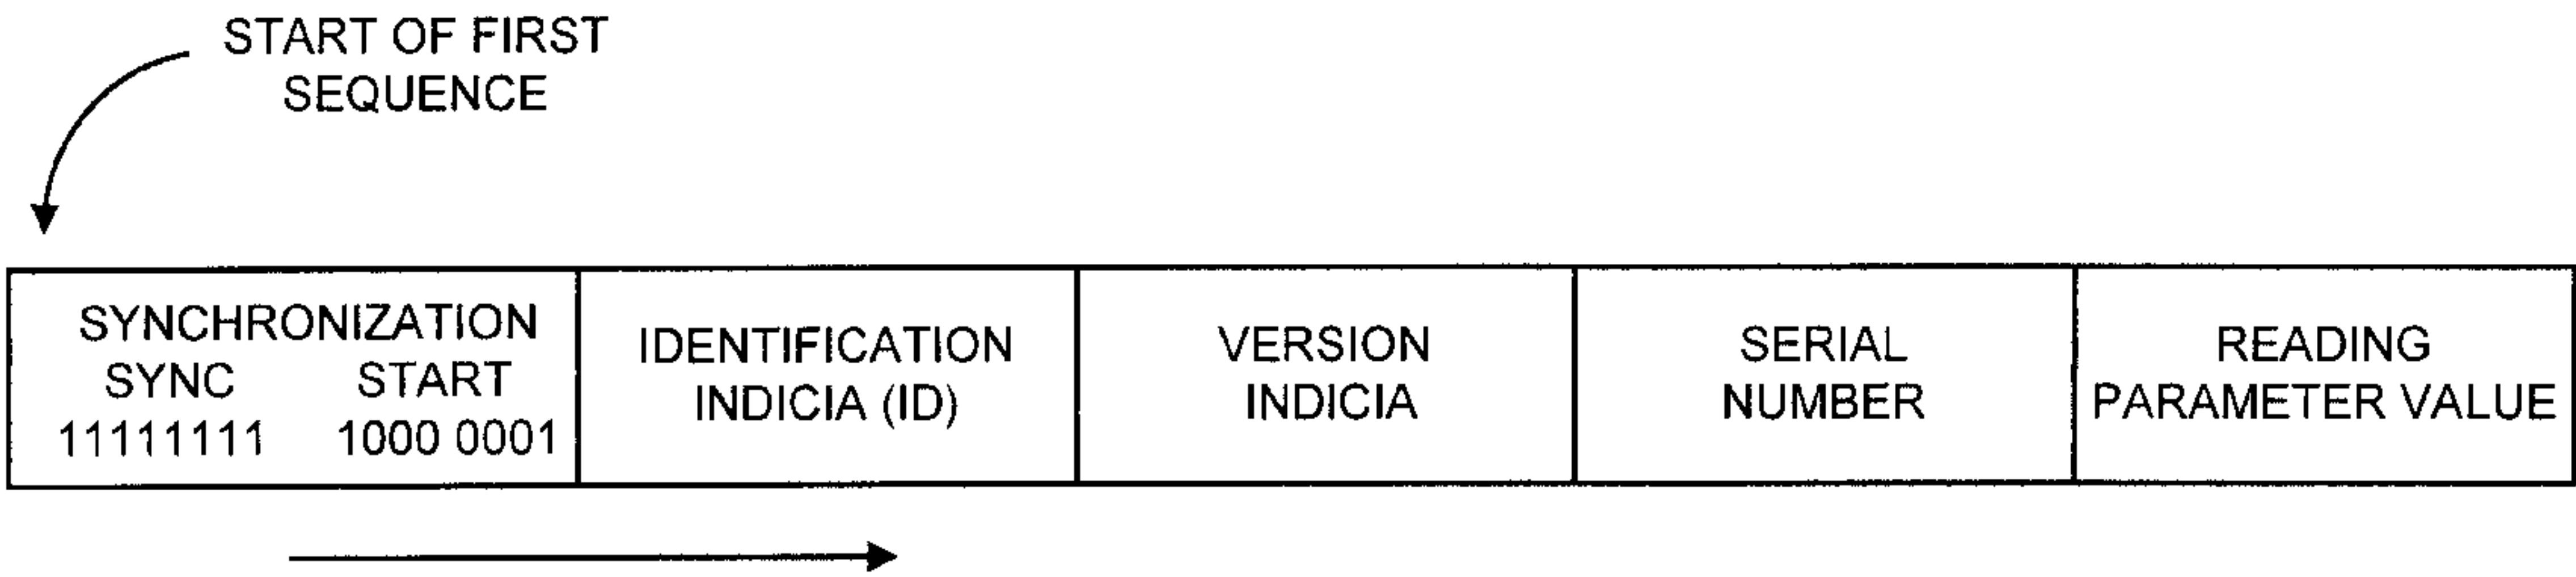 START OF FIRST
SEQUENCE
SYNCHRONIZATION
SYNC START
11111111 1000 0001
IDENTIFICATION
INDICIA (ID)
VERSION
INDICIA
SERIAL
NUMBER
READING
PARAMETER VALUE